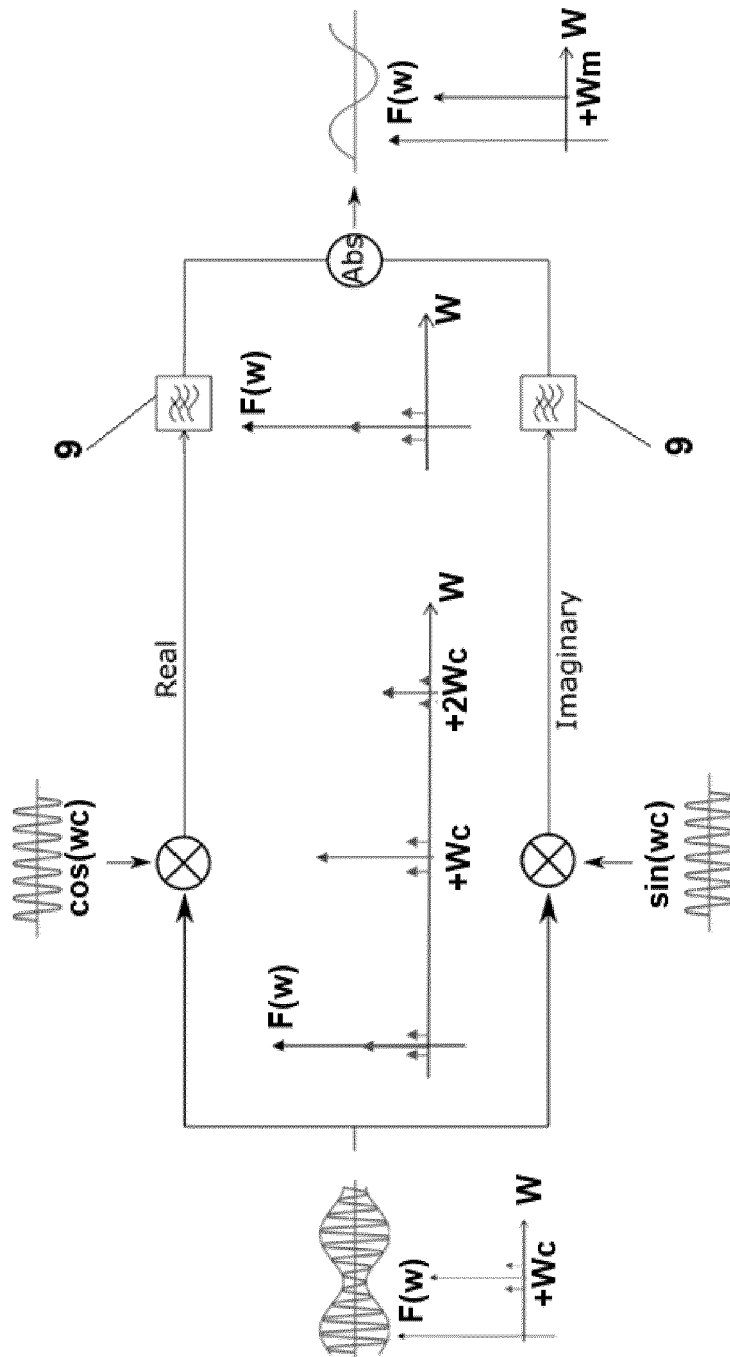 cos(wc)
Real
9
F(w)
+Wc
W
F(w)
+Wc
+2Wc
W
F(w)
W
Abs
F(w)
+Wm
W
sin(wc)
Imaginary
9